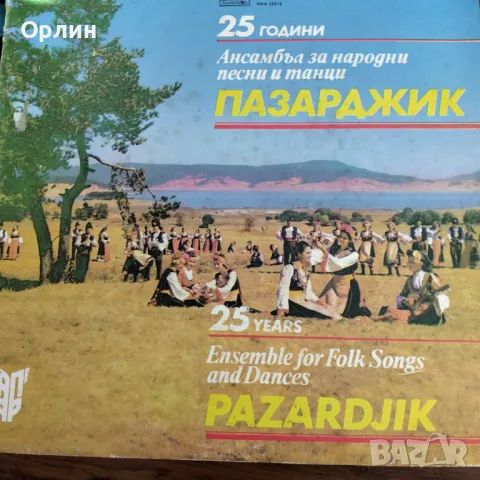 Орлин
25 ГОДИНИ
Ансамбъл за народни
песни и танци
ПАЗАРДЖИК
25 YEARS
Ensemble for Folk Songs
and Dances
PAZARDJIK
BAZAR